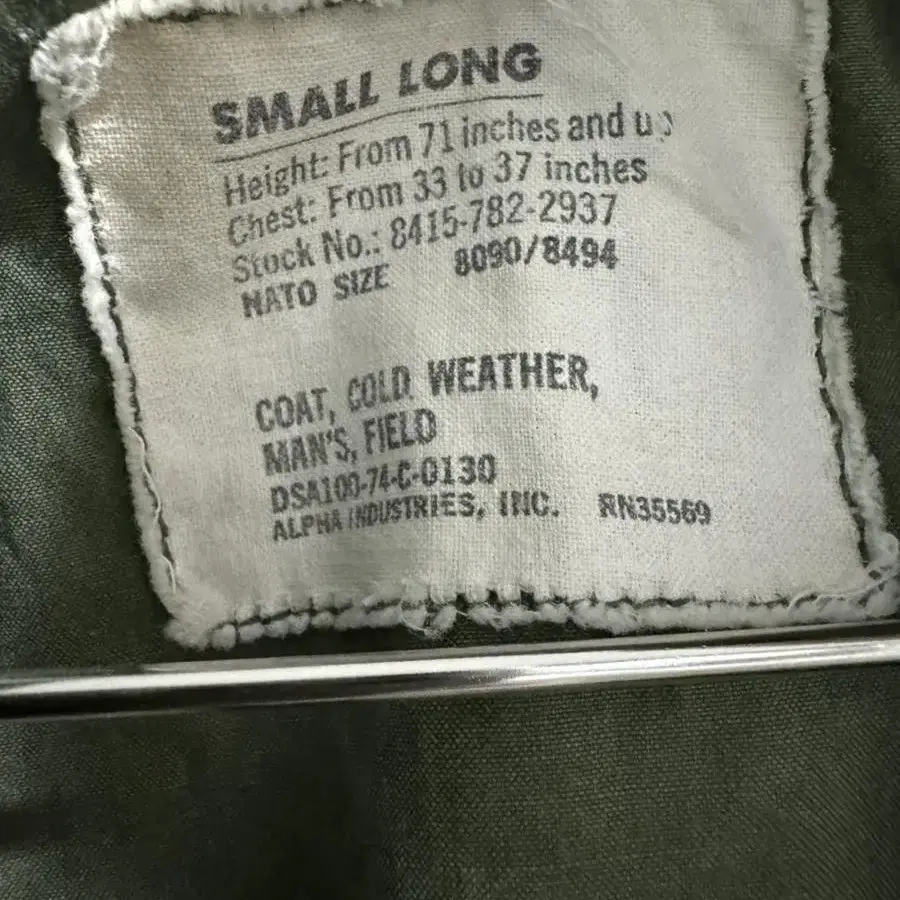 SMALL LONG
Height: From 71 inches and up
Chest: From 33 to 37 inches
Stock No.: 8415-782-2937
NATO SIZE 8090/8494
COAT, COLD WEATHER,
MAN'S, FIELD
DSA100-74-C-0130
ALPHA INDUSTRIES, INC. RN35569